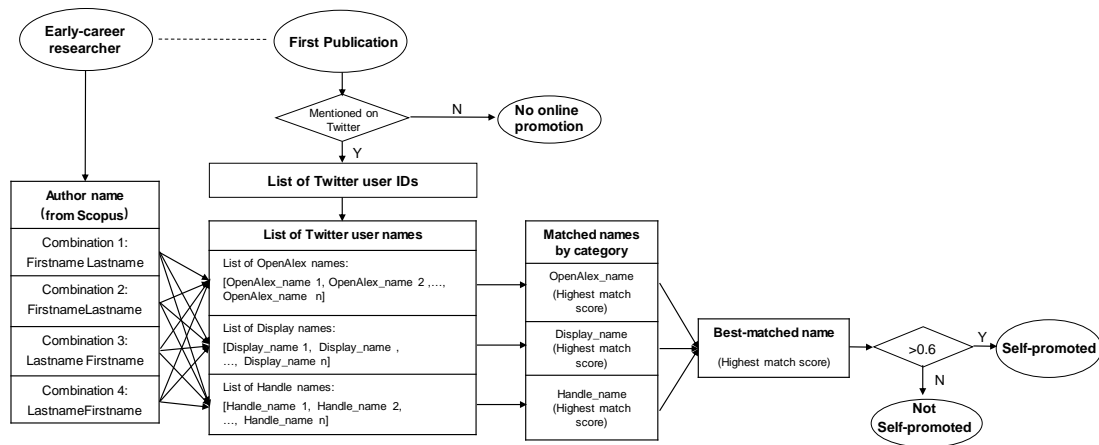 Early-career
researcher
First Publication
Mentioned on
Twitter
N
No online
promotion
Y
List of Twitter user IDs
Author name
(from Scopus)
Combination 1:
Firstname Lastname
Combination 2:
FirstnameLastname
Combination 3:
Lastname Firstname
Combination 4:
LastnameFirstname
List of Twitter user names
List of OpenAlex names:
[OpenAlex_name 1, OpenAlex_name 2 ,...,
OpenAlex_name n]
List of Display names:
[Display_name 1, Display_name ,
..., Display_name n]
List of Handle names:
[Handle_name 1, Handle_name 2,
..., Handle_name n]
Matched names
by category
OpenAlex_name
(Highest match
score)
Display_name
(Highest match
score)
Handle_name
(Highest match
score)
Best-matched name
(Highest match score)
>0.6
Y
Self-promoted
N
Not
Self-promoted